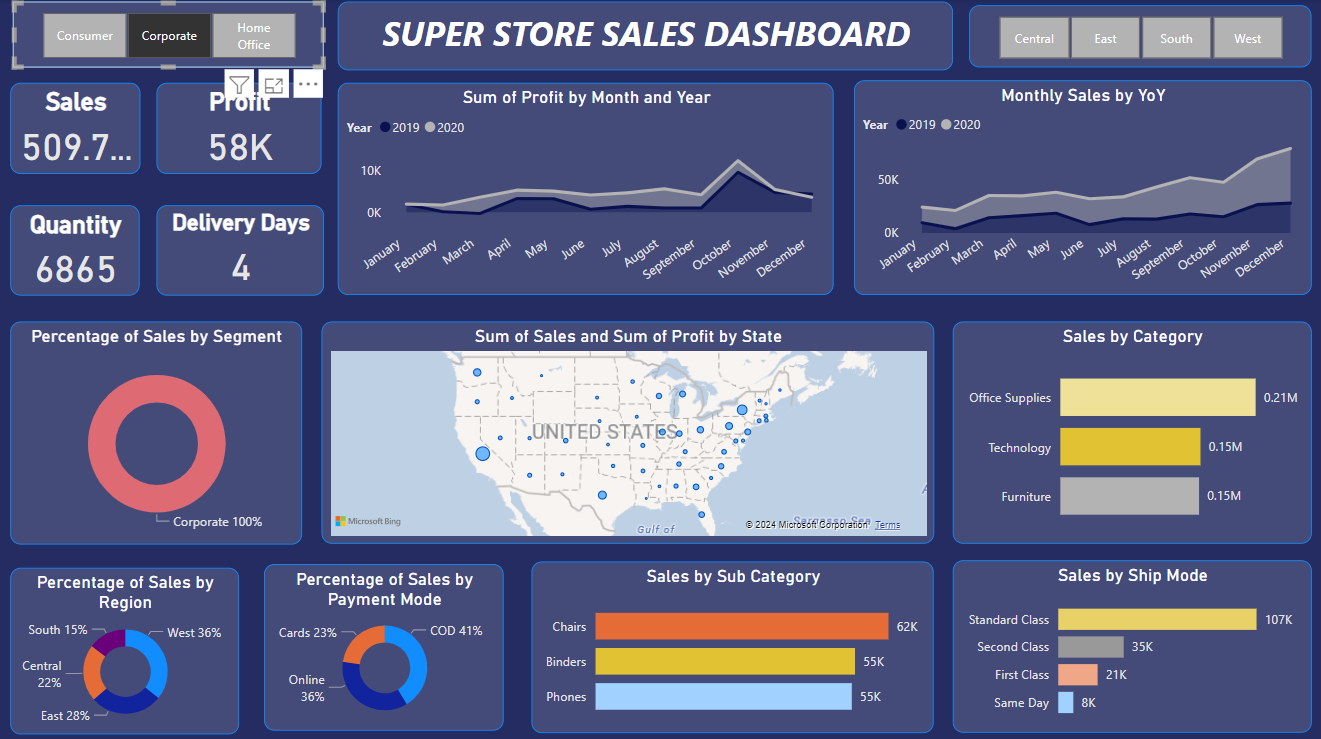 Consumer
Corporate
Home
Office
SUPER STORE SALES DASHBOARD
Central
East
South
West
Sales
509.7...
Profit
58K
Quantity
6865
Delivery Days
4
Sum of Profit by Month and Year
Year 2019 2020
10K
0K
January
February
March
April
May
June
July
August
September
October
November
December
Monthly Sales by YoY
Year 2019 2020
50K
0K
January
February
March
April
May
June
July
August
September
October
November
December
Percentage of Sales by Segment
Corporate 100%
Sum of Sales and Sum of Profit by State
UNITED STATES
Gulf of
Sargasso Sea
Microsoft Bing
© 2024 Microsoft Corporation Terms
Sales by Category
Office Supplies 0.21M
Technology 0.15M
Furniture 0.15M
Percentage of Sales by
Region
South 15%
West 36%
Central
22%
East 28%
Percentage of Sales by
Payment Mode
Cards 23%
COD 41%
Online
36%
Sales by Sub Category
Chairs 62K
Binders 55K
Phones 55K
Sales by Ship Mode
Standard Class 107K
Second Class 35K
First Class 21K
Same Day 8K